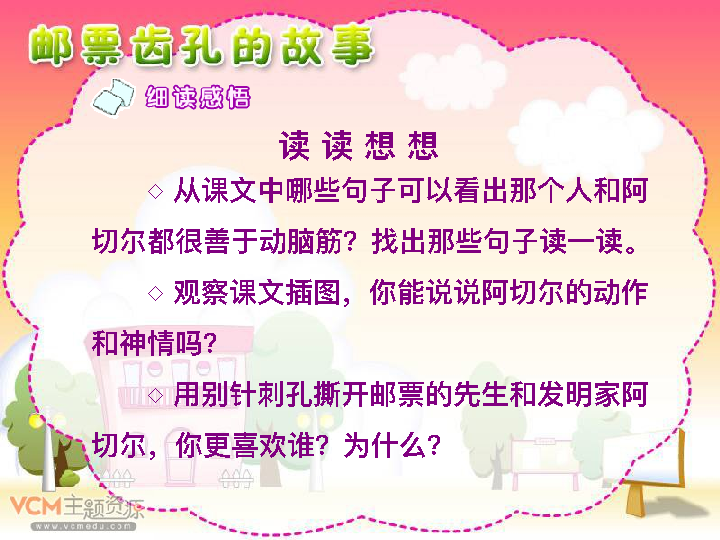 邮票齿孔的故事
细读感悟
读读想想
◇ 从课文中哪些句子可以看出那个人和阿
切尔都很善于动脑筋？找出那些句子读一读。
◇ 观察课文插图，你能说说阿切尔的动作
和神情吗？
◇ 用别针刺孔撕开邮票的先生和发明家阿
切尔，你更喜欢谁？为什么？
VCM主题资源
www.vcmedu.com